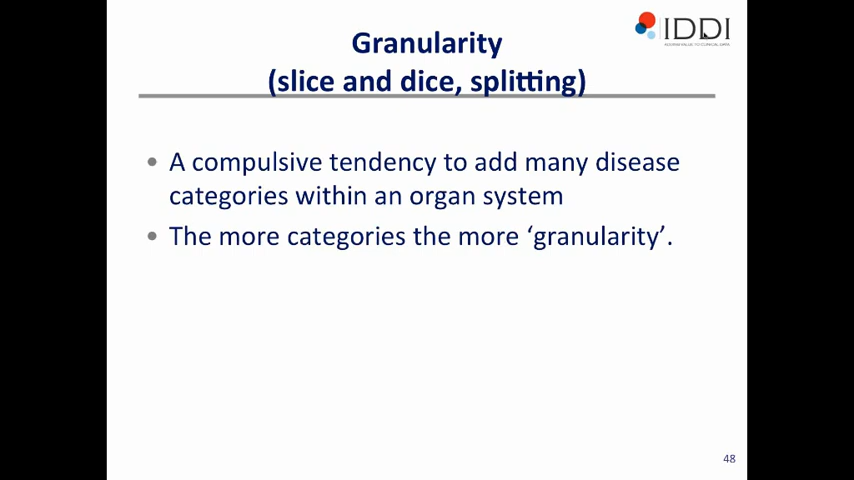 IDDI
Granularity
(slice and dice, splitting)
• A compulsive tendency to add many disease
categories within an organ system
• The more categories the more ‘granularity’.
48